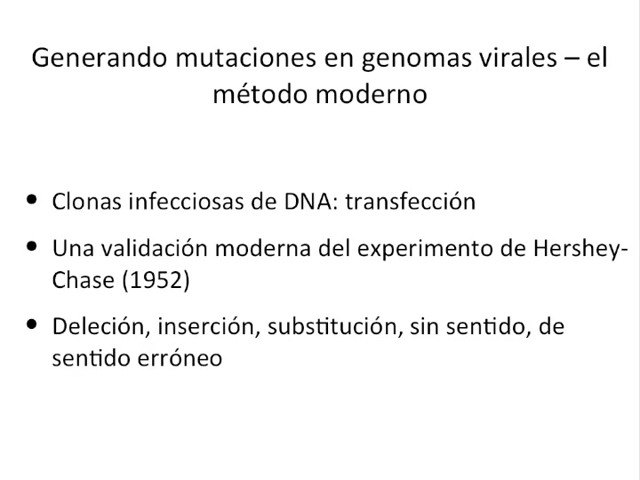 Generando mutaciones en genomas virales – el
método moderno
• Clonas infecciosas de DNA: transfección
• Una validación moderna del experimento de Hershey-
Chase (1952)
• Deleción, inserción, substitución, sin sentido, de
sentido erróneo